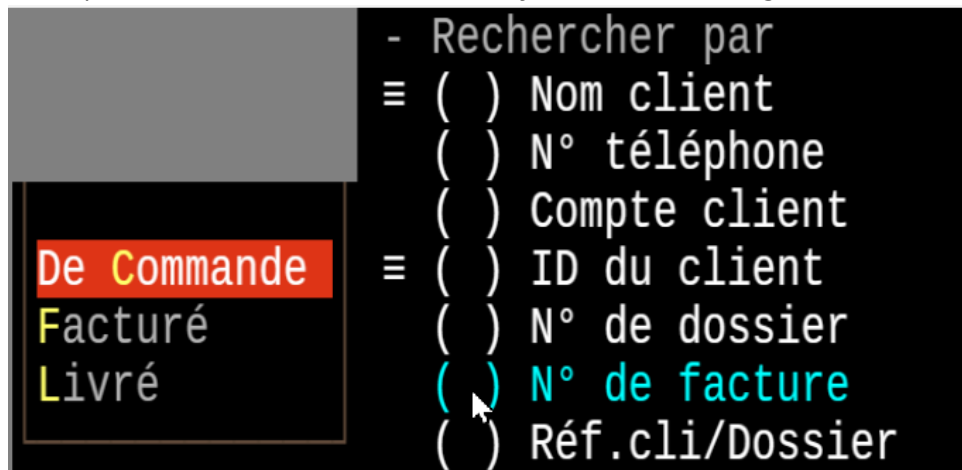 - Rechercher par
≡ ( ) Nom client
( ) N° téléphone
( ) Compte client
≡ ( ) ID du client
( ) N° de dossier
( ) N° de facture
( ) Réf.cli/Dossier
De Commande
Facturé
Livré